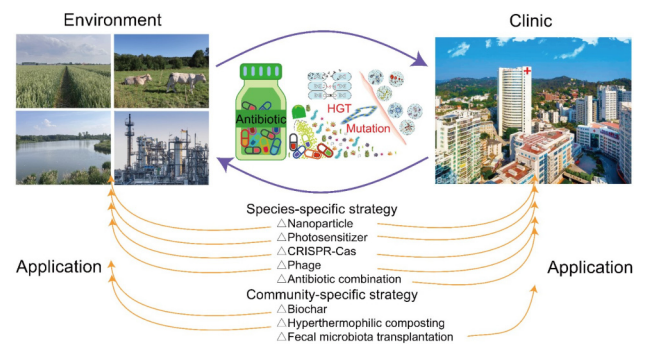 Environment
Clinic
Antibiotic
HGT
Mutation
Species-specific strategy
△Nanoparticle
△Photosensitizer
△CRISPR-Cas
△Phage
△Antibiotic combination
Application
Application
Community-specific strategy
△Biochar
△Hyperthermophilic composting
△Fecal microbiota transplantation